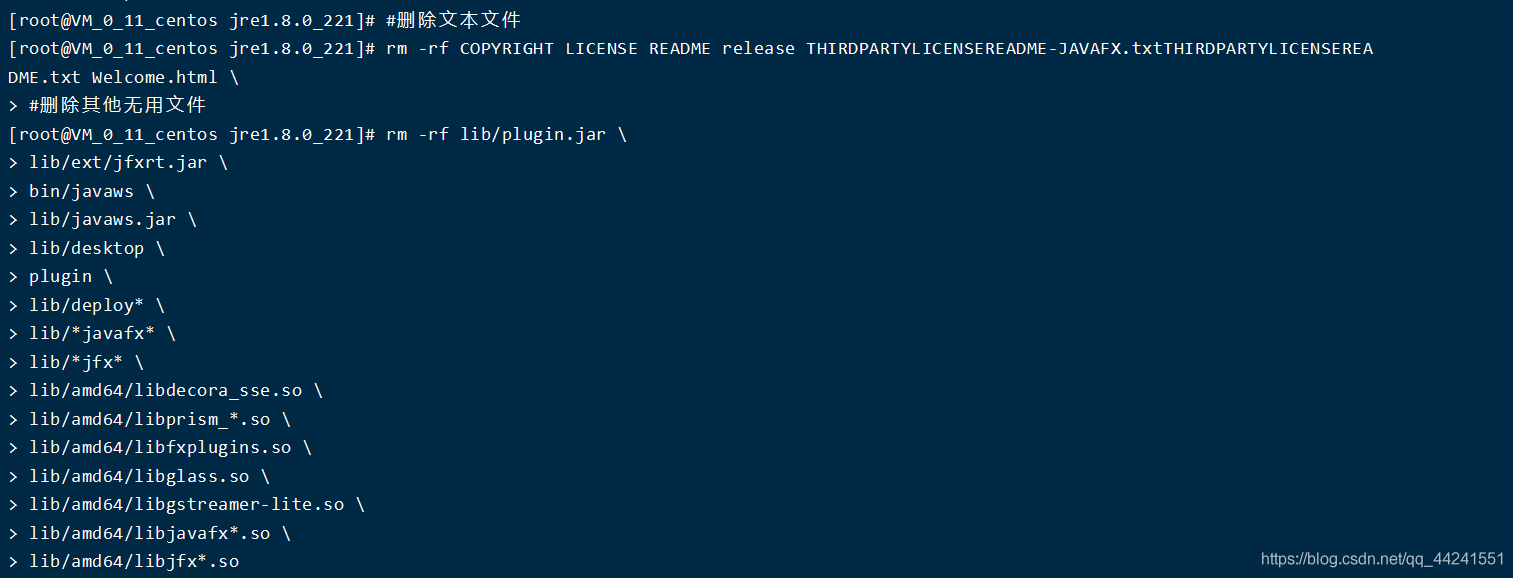 [root@VM_0_11_centos jre1.8.0_221]# #删除文本文件
[root@VM_0_11_centos jre1.8.0_221]# rm -rf COPYRIGHT LICENSE README release THIRDPARTYLICENSEREADME-JAVAFX.txtTHIRDPARTYLICENSEREA
DME.txt Welcome.html \
> #删除其他无用文件
[root@VM_0_11_centos jre1.8.0_221]# rm -rf lib/plugin.jar \
> lib/ext/jfxrt.jar \
> bin/javaws \
> lib/javaws.jar \
> lib/desktop \
> plugin \
> lib/deploy* \
> lib/*javafx* \
> lib/*jfx* \
> lib/amd64/libdecora_sse.so \
> lib/amd64/libprism_*.so \
> lib/amd64/libfxplugins.so \
> lib/amd64/libglass.so \
> lib/amd64/libgstreamer-lite.so \
> lib/amd64/libjavafx*.so \
> lib/amd64/libjfx*.so
https://blog.csdn.net/qq_44241551